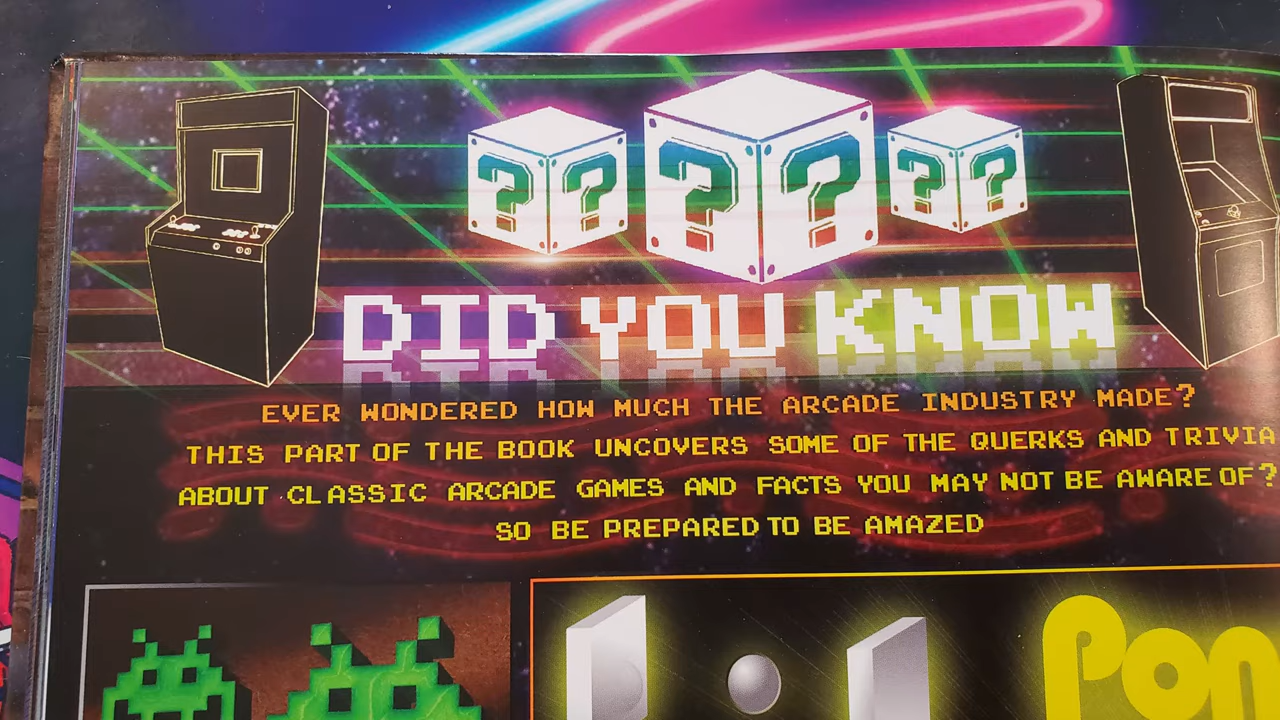 ? ? ? ? ? ?
DID YOU KNOW
EVER WONDERED HOW MUCH THE ARCADE INDUSTRY MADE?
THIS PART OF THE BOOK UNCOVERS SOME OF THE QUERKS AND TRIVIA
ABOUT CLASSIC ARCADE GAMES AND FACTS YOU MAY NOT BE AWARE OF?
SO BE PREPARED TO BE AMAZED
Pon